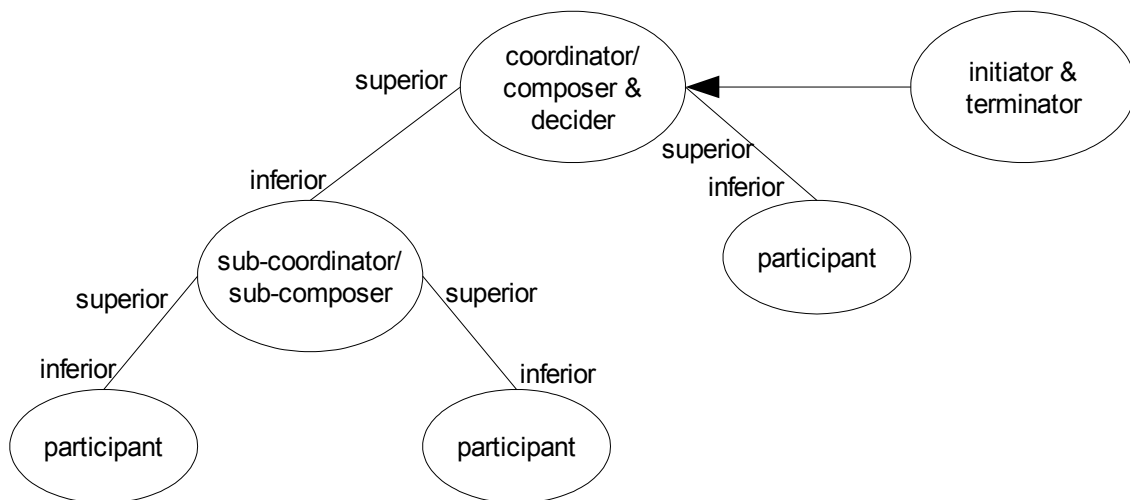 coordinator/
composer &
decider
initiator &
terminator
superior
superior
inferior
inferior
participant
sub-coordinator/
sub-composer
superior
superior
inferior
inferior
participant
participant